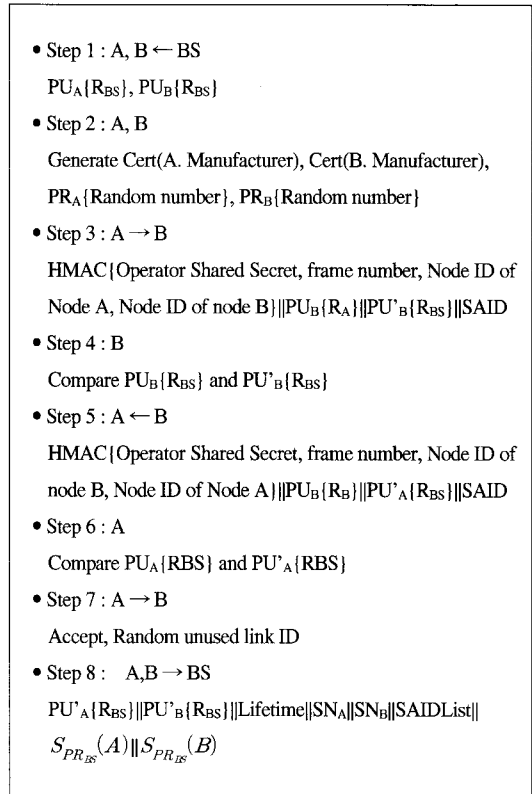 • Step 1 : A, B ← BS
PU_A{R_BS}, PU_B{R_BS}
• Step 2 : A, B
Generate Cert(A. Manufacturer), Cert(B. Manufacturer),
PR_A{Random number}, PR_B{Random number}
• Step 3 : A → B
HMAC{Operator Shared Secret, frame number, Node ID of
Node A, Node ID of node B}||PU_B{R_A}||PU'_B{R_BS}||SAID
• Step 4 : B
Compare PU_B{R_BS} and PU'_B{R_BS}
• Step 5 : A ← B
HMAC{Operator Shared Secret, frame number, Node ID of
node B, Node ID of Node A}||PU_B{R_B}||PU'_A{R_BS}||SAID
• Step 6 : A
Compare PU_A{RBS} and PU'_A{RBS}
• Step 7 : A → B
Accept, Random unused link ID
• Step 8 : A,B → BS
PU'_A{R_BS}||PU'_B{R_BS}||Lifetime||SN_A||SN_B||SAIDList||
S_PR_BS(A)||S_PR_BS(B)